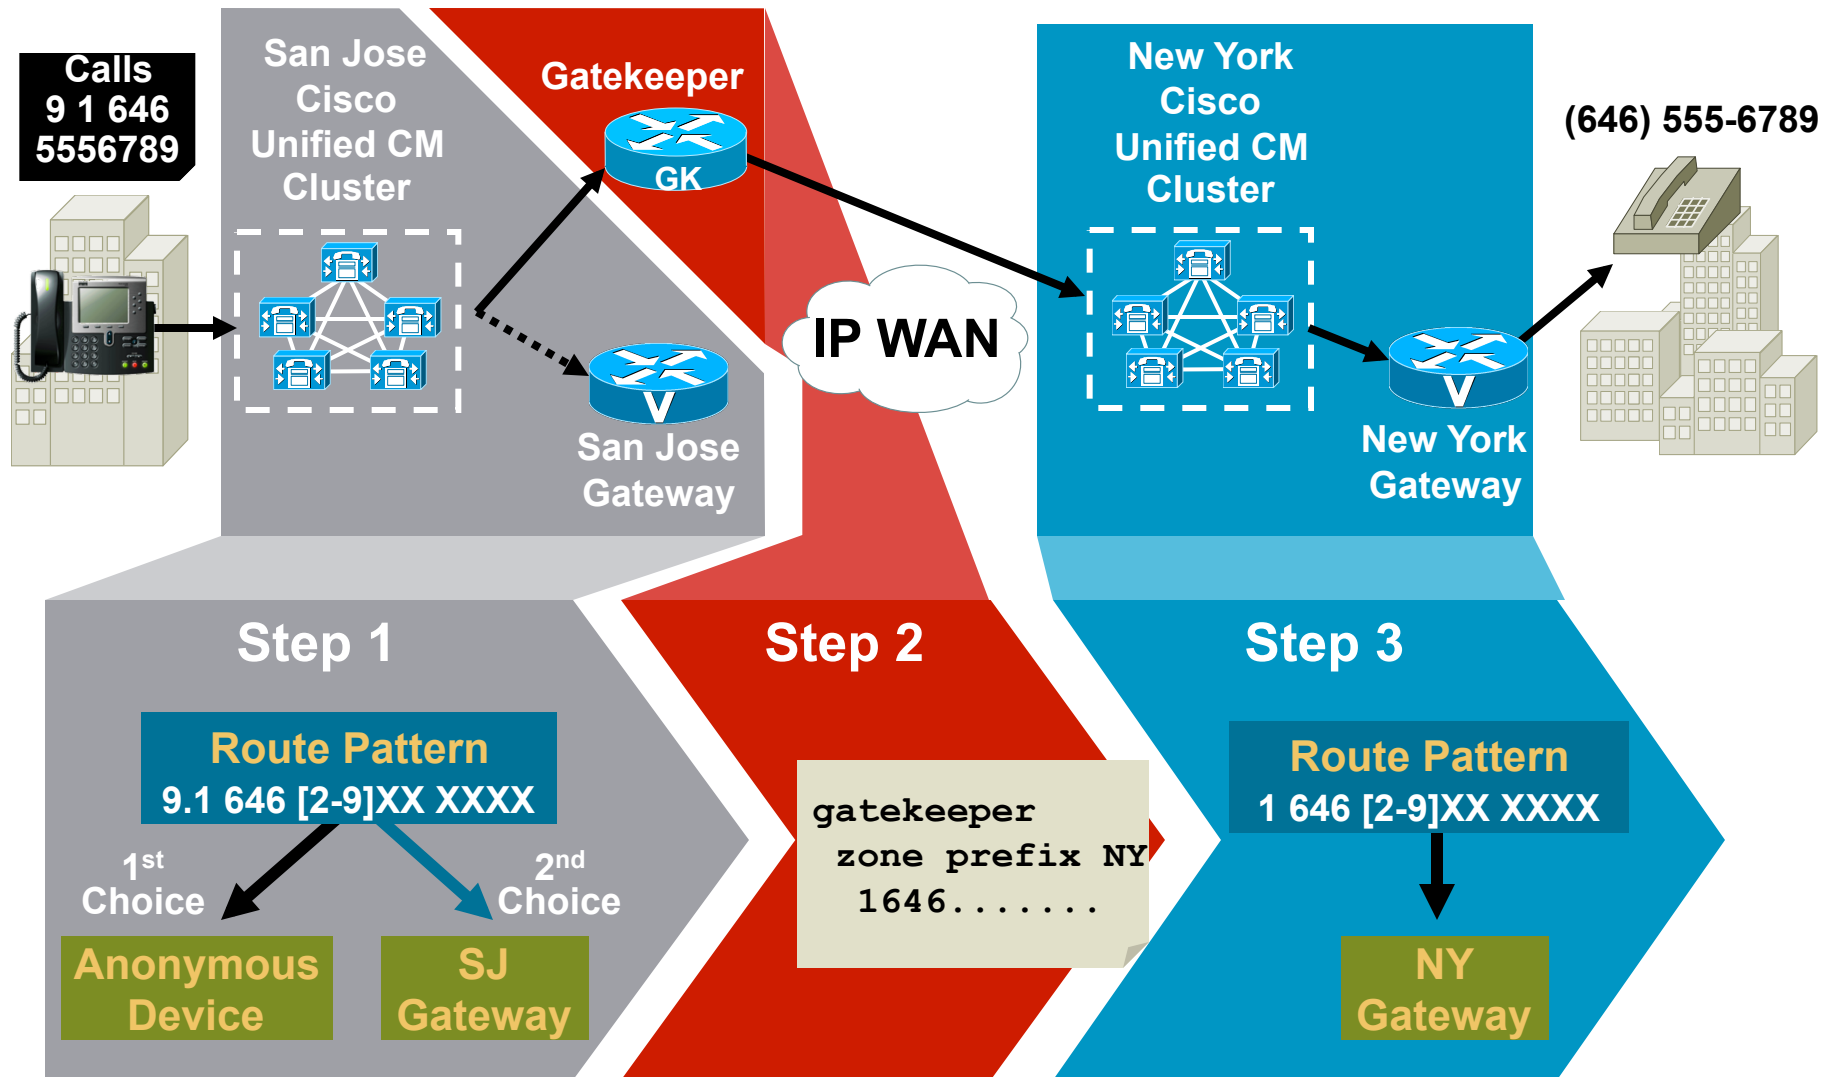 Calls
9 1 646
5556789
San Jose
Cisco
Unified CM
Cluster
Gatekeeper
GK
New York
Cisco
Unified CM
Cluster
(646) 555-6789
IP WAN
V
San Jose
Gateway
V
New York
Gateway
Step 1
Route Pattern
9.1 646 [2-9]XX XXXX
1st
Choice
2nd
Choice
Anonymous
Device
SJ
Gateway
Step 2
gatekeeper
zone prefix NY
1646.......
Step 3
Route Pattern
1 646 [2-9]XX XXXX
NY
Gateway